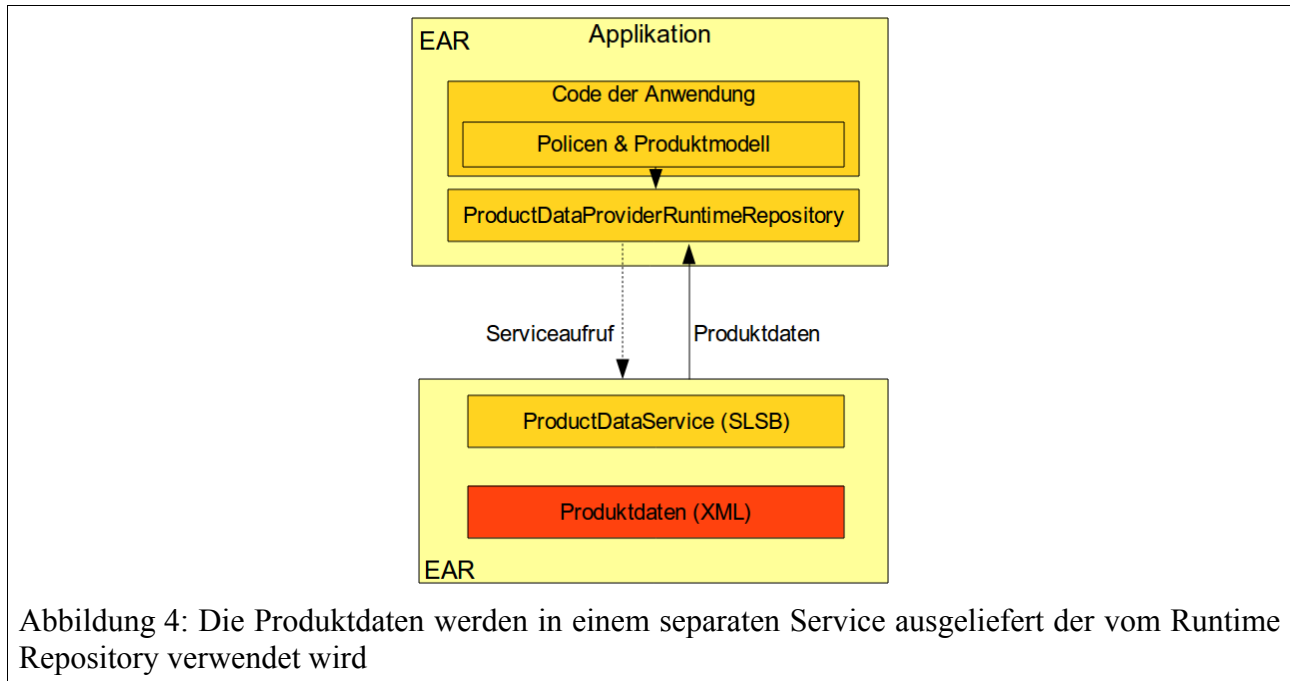 EAR
Applikation
Code der Anwendung
Policen & Produktmodell
ProductDataProviderRuntimeRepository
Serviceaufruf
Produktdaten
ProductDataService (SLSB)
Produktdaten (XML)
EAR
Abbildung 4: Die Produktdaten werden in einem separaten Service ausgeliefert der vom Runtime
Repository verwendet wird